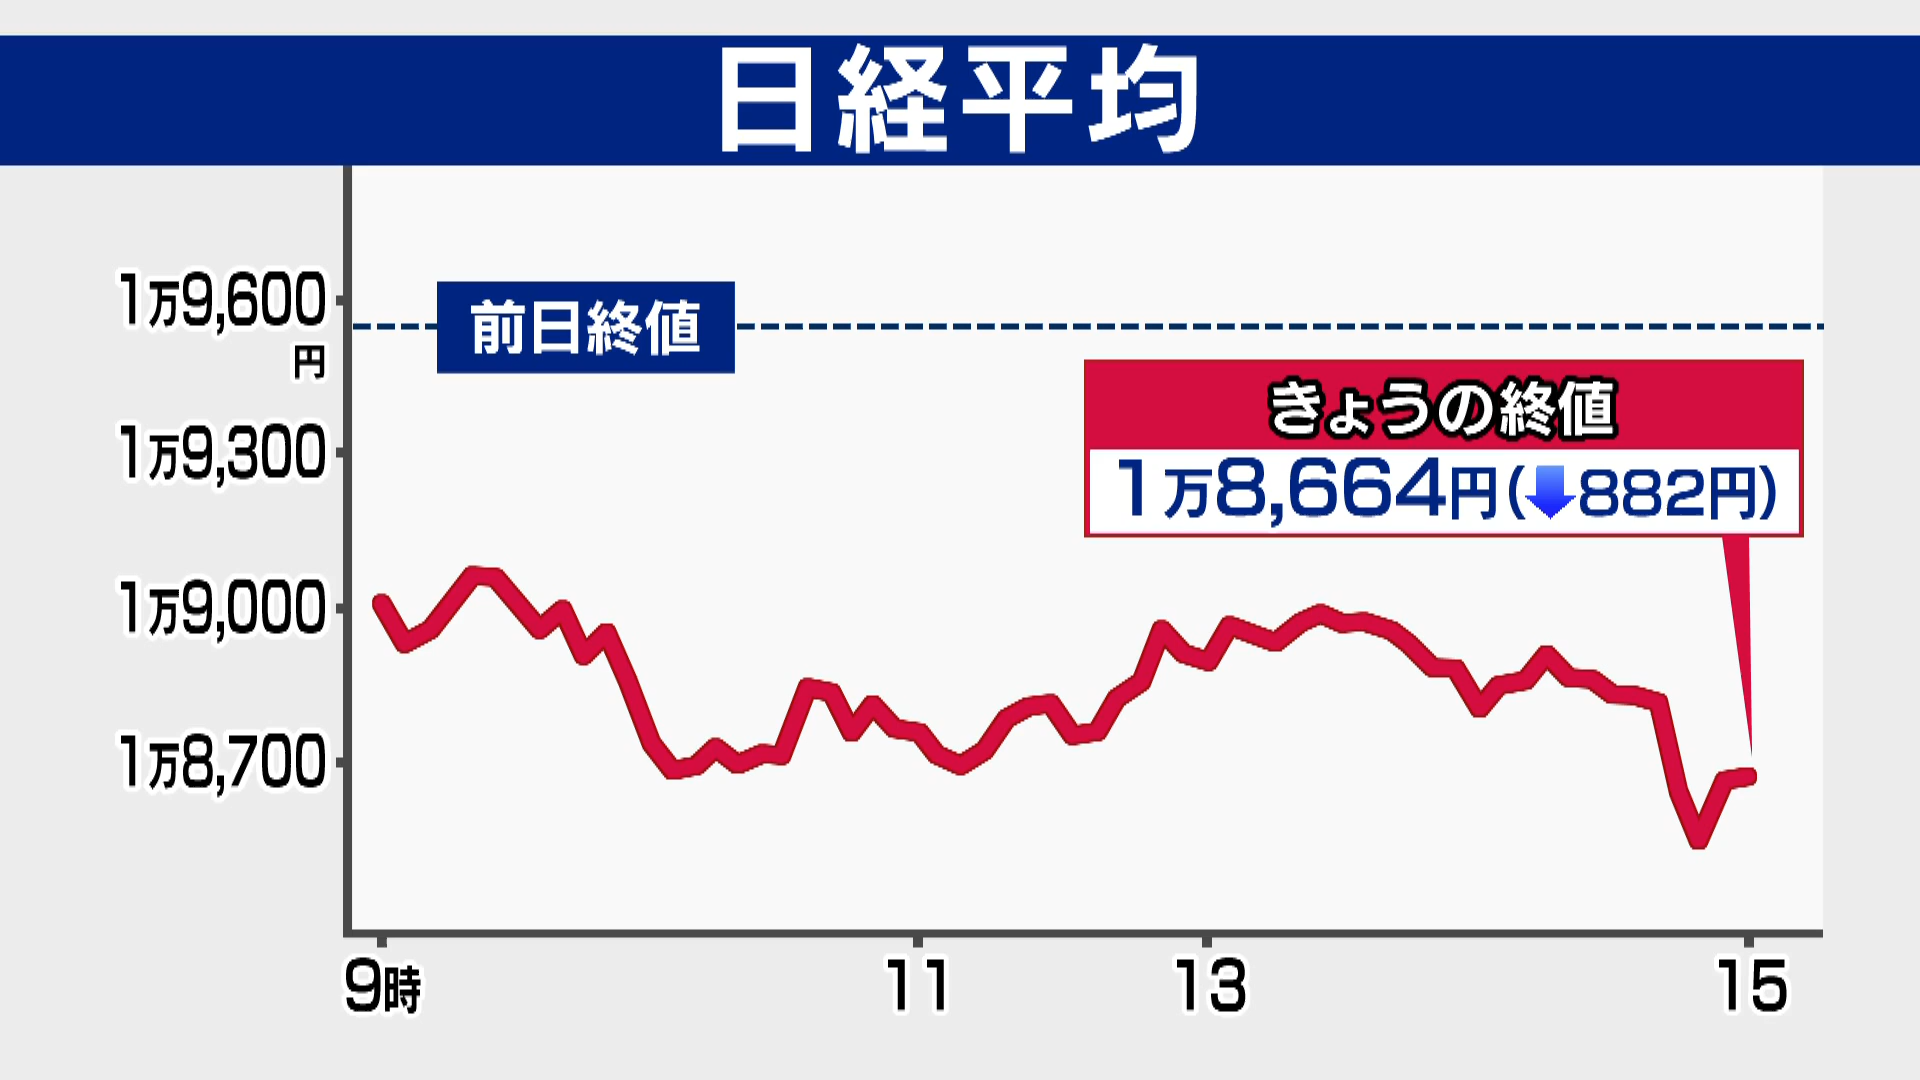 日経平均
1万9,600
円
前日終値
きょうの終値
1万8,664円(↓882円)
1万9,300
1万9,000
1万8,700
9時 11 13 15